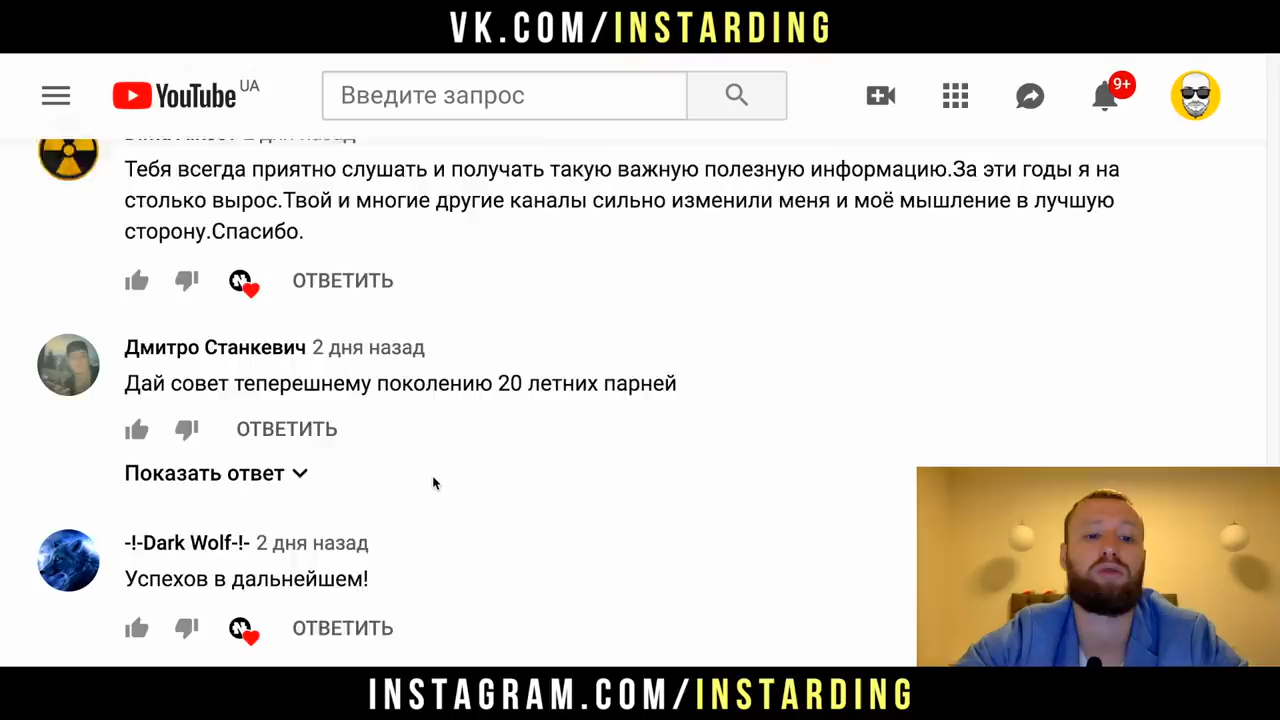 VK.COM/INSTARDING
YouTube UA
Введите запрос
9+
2 дня назад
Тебя всегда приятно слушать и получать такую важную полезную информацию.За эти годы я на
столько вырос.Твой и многие другие каналы сильно изменили меня и моё мышление в лучшую
сторону.Спасибо.
ОТВЕТИТЬ
Дмитро Станкевич 2 дня назад
Дай совет теперешнему поколению 20 летних парней
ОТВЕТИТЬ
Показать ответ
-!-Dark Wolf-!- 2 дня назад
Успехов в дальнейшем!
ОТВЕТИТЬ
INSTAGRAM.COM/INSTARDING